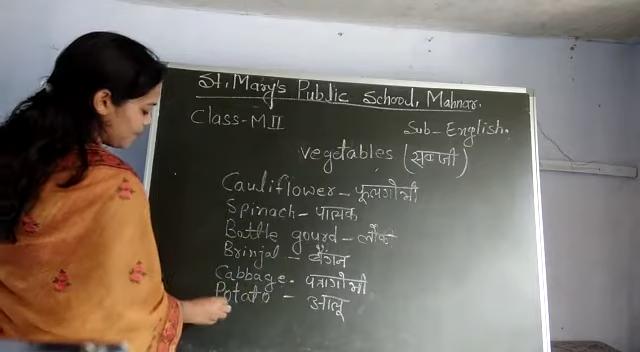 St. Mary's Public School, Mahnar.
Class-M II
Sub- English.
vegetables (सब्जी)
Cauliflower - फूलगोभी
Spinach - पालक
Bottle gourd - लौकी
Brinjal - बैंगन
Cabbage - पत्तागोभी
Potato - आलू